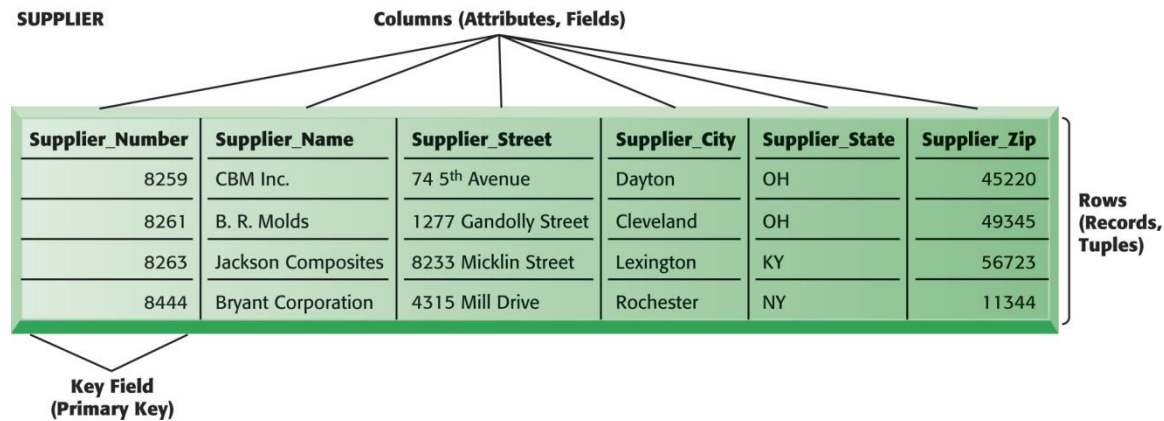 SUPPLIER Columns (Attributes, Fields)
Supplier_Number Supplier_Name Supplier_Street Supplier_City Supplier_State Supplier_Zip
8259 CBM Inc. 74 5th Avenue Dayton OH 45220
8261 B. R. Molds 1277 Gandolly Street Cleveland OH 49345
8263 Jackson Composites 8233 Micklin Street Lexington KY 56723
8444 Bryant Corporation 4315 Mill Drive Rochester NY 11344
Rows
(Records,
Tuples)
Key Field
(Primary Key)